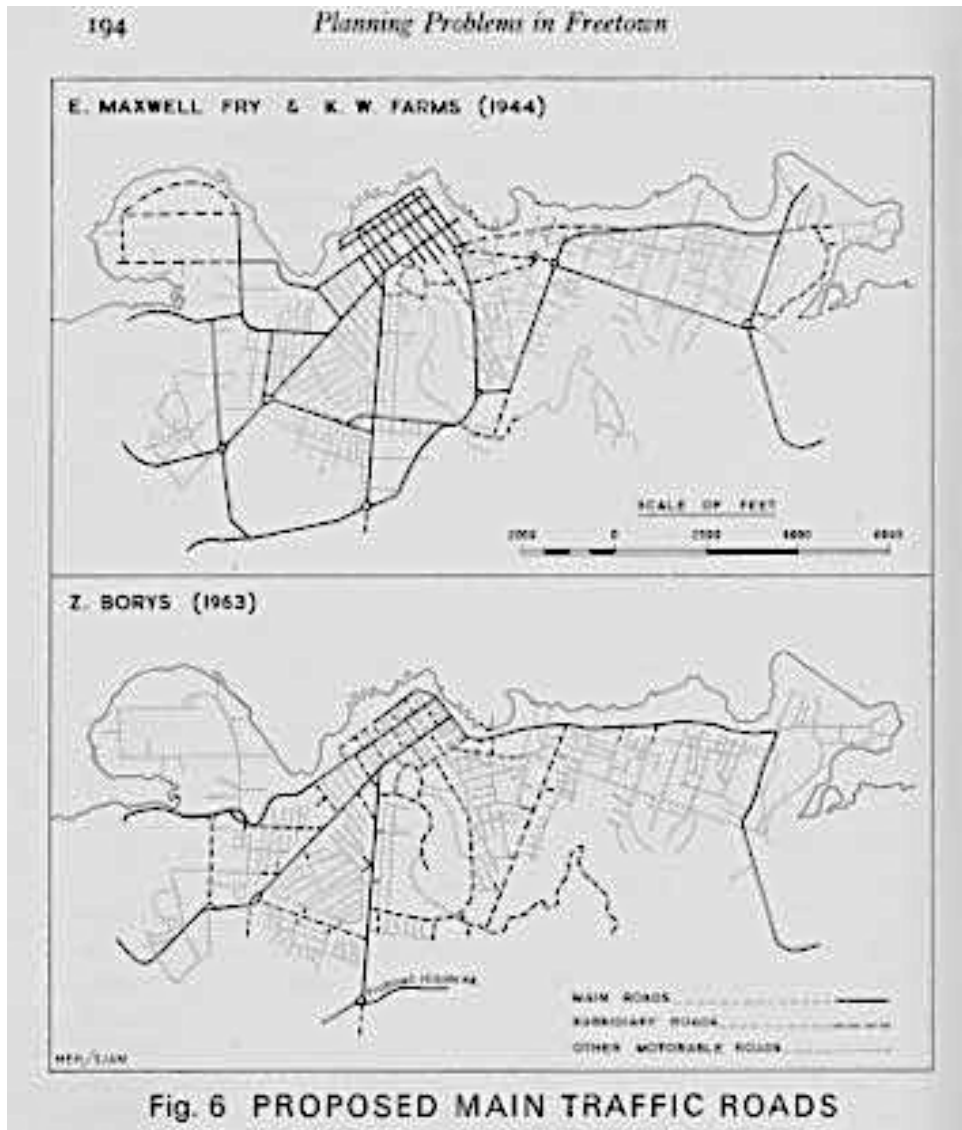 194 Planning Problems in Freetown
E. MAXWELL FRY & K. W. FARMS (1944)
SCALE OF FEET
2000 0 2000 4000 6000
Z. BORYS (1963)
MAIN ROADS
SUBSIDIARY ROADS
OTHER MOTORABLE ROADS
Fig. 6 PROPOSED MAIN TRAFFIC ROADS